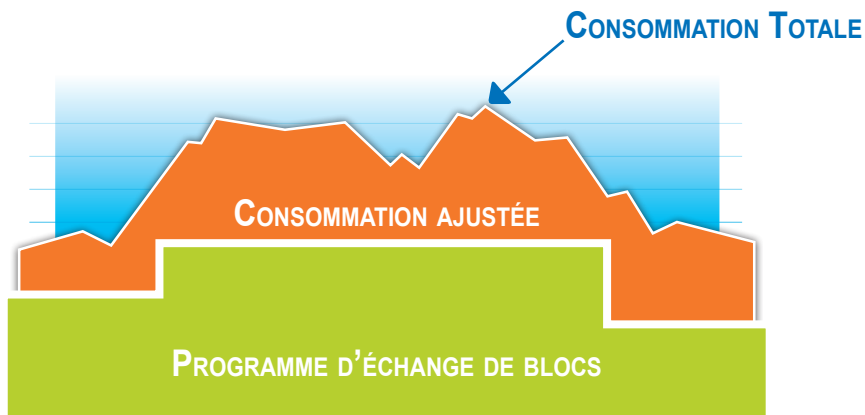 Consommation Totale
Consommation ajustée
Programme d'échange de blocs